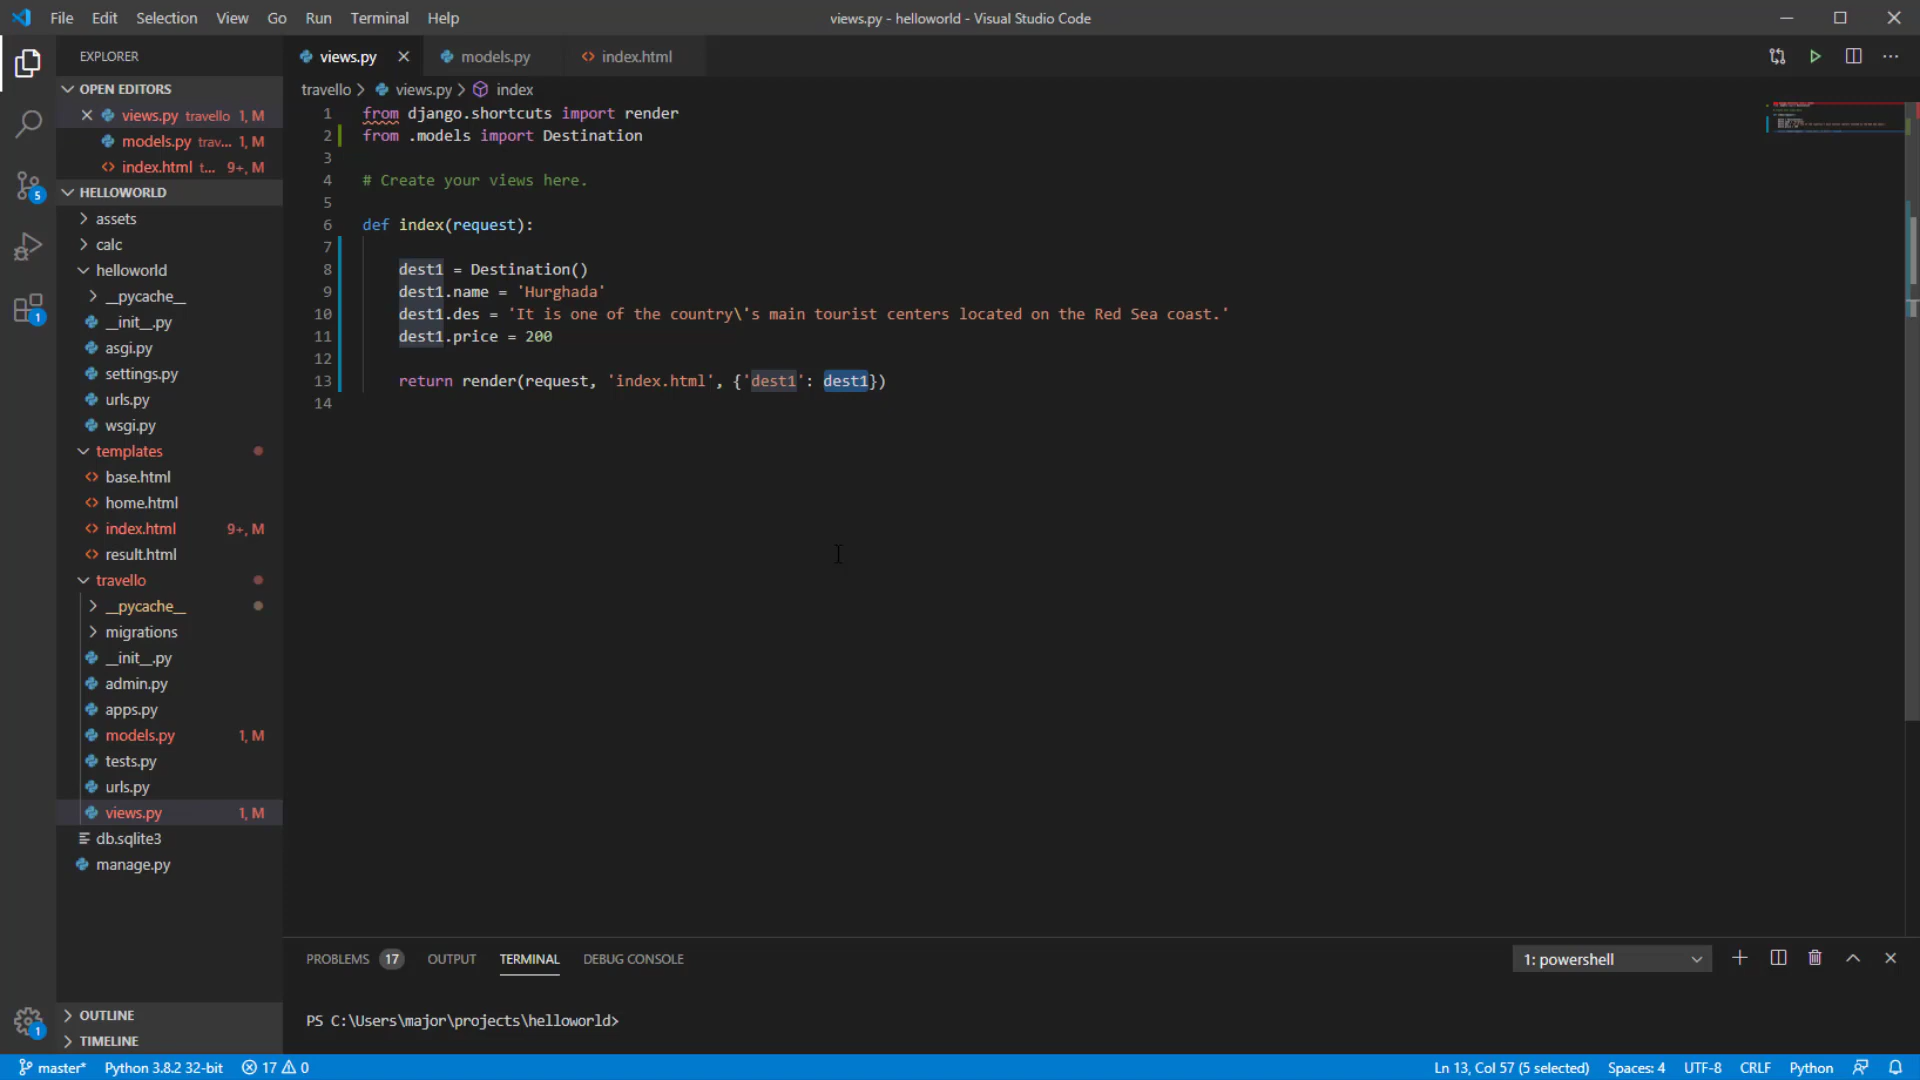 File Edit Selection View Go Run Terminal Help
views.py - helloworld - Visual Studio Code
EXPLORER
OPEN EDITORS
views.py travello 1, M
models.py trav... 1, M
index.html t... 9+, M
HELLOWORLD
assets
calc
helloworld
__pycache__
__init__.py
asgi.py
settings.py
urls.py
wsgi.py
templates
base.html
home.html
index.html 9+, M
result.html
travello
__pycache__
migrations
__init__.py
admin.py
apps.py
models.py 1, M
tests.py
urls.py
views.py 1, M
db.sqlite3
manage.py
OUTLINE
TIMELINE
5
1
1
views.py models.py index.html
travello > views.py > index
1 from django.shortcuts import render
2 from .models import Destination
3
4 # Create your views here.
5
6 def index(request):
7
8 dest1 = Destination()
9 dest1.name = 'Hurghada'
10 dest1.des = 'It is one of the country\'s main tourist centers located on the Red Sea coast.'
11 dest1.price = 200
12
13 return render(request, 'index.html', {'dest1': dest1})
14
PROBLEMS 17 OUTPUT TERMINAL DEBUG CONSOLE
1: powershell
PS C:\Users\major\projects\helloworld>
master* Python 3.8.2 32-bit 17 0
Ln 13, Col 57 (5 selected) Spaces: 4 UTF-8 CRLF Python